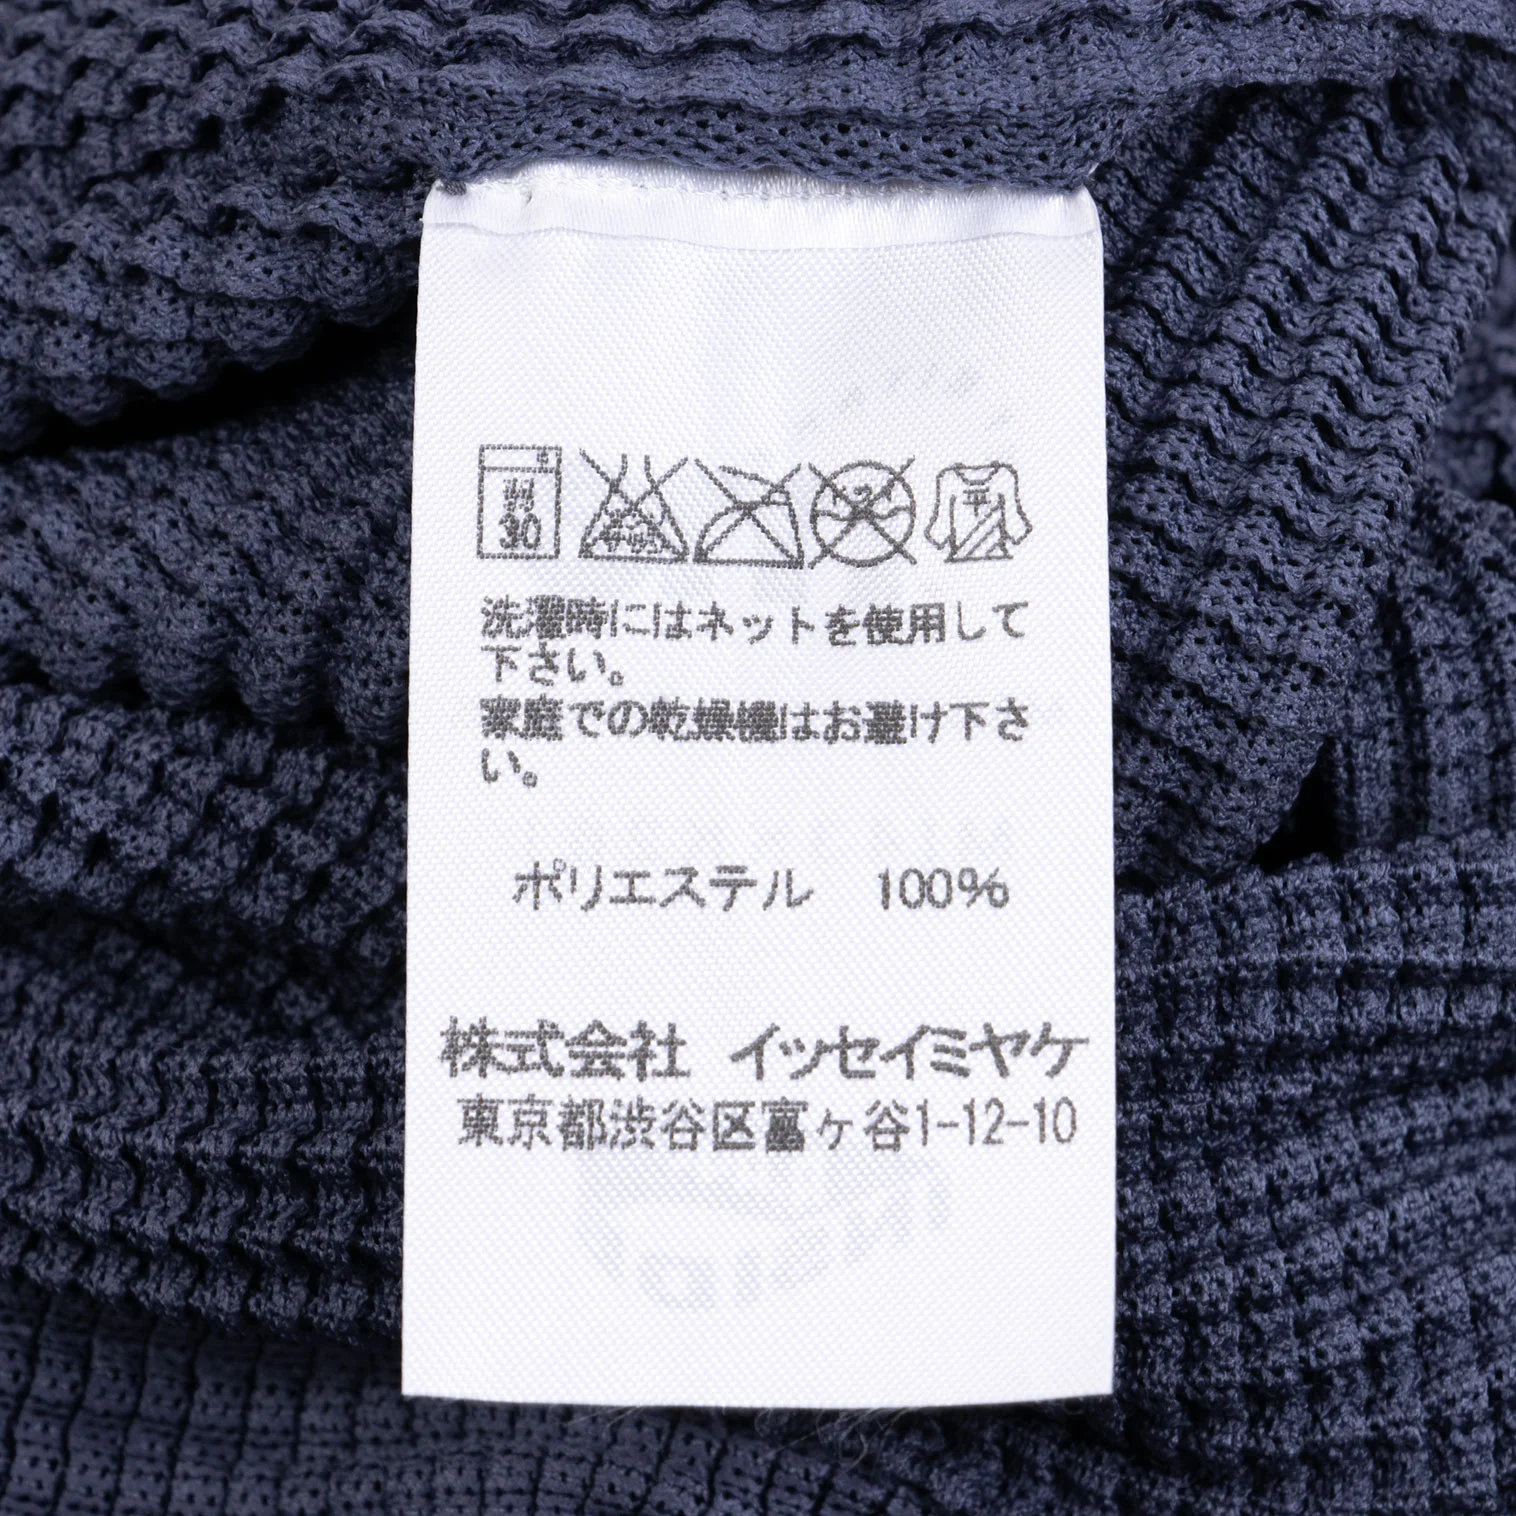 弱
30
洗濯時にはネットを使用して
下さい。
家庭での乾燥機はお避け下さ
い。
ポリエステル 100%
株式会社 イッセイミヤケ
東京都渋谷区富ヶ谷1-12-10